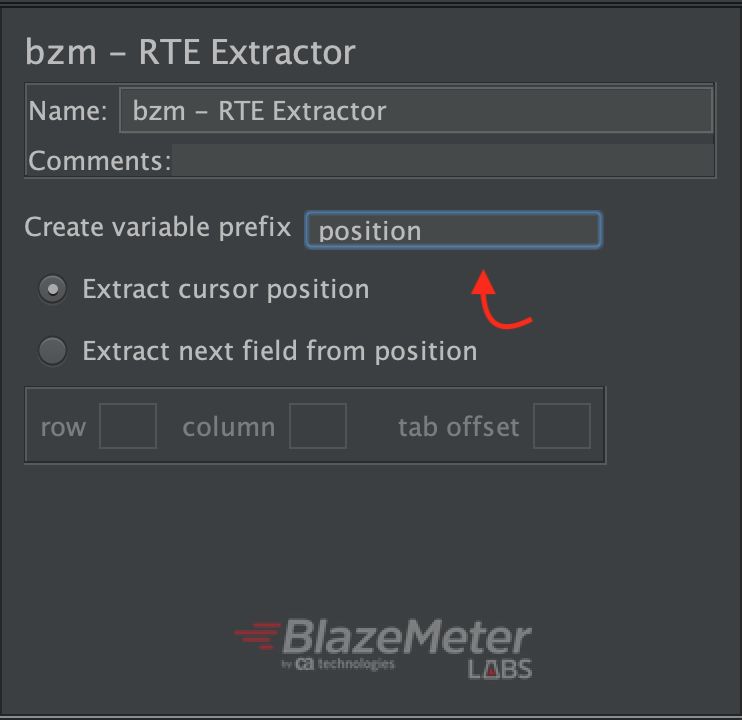 bzm – RTE Extractor
Name: bzm – RTE Extractor
Comments:
Create variable prefix position
Extract cursor position
Extract next field from position
row column tab offset
BlazeMeter
by ca technologies LABS